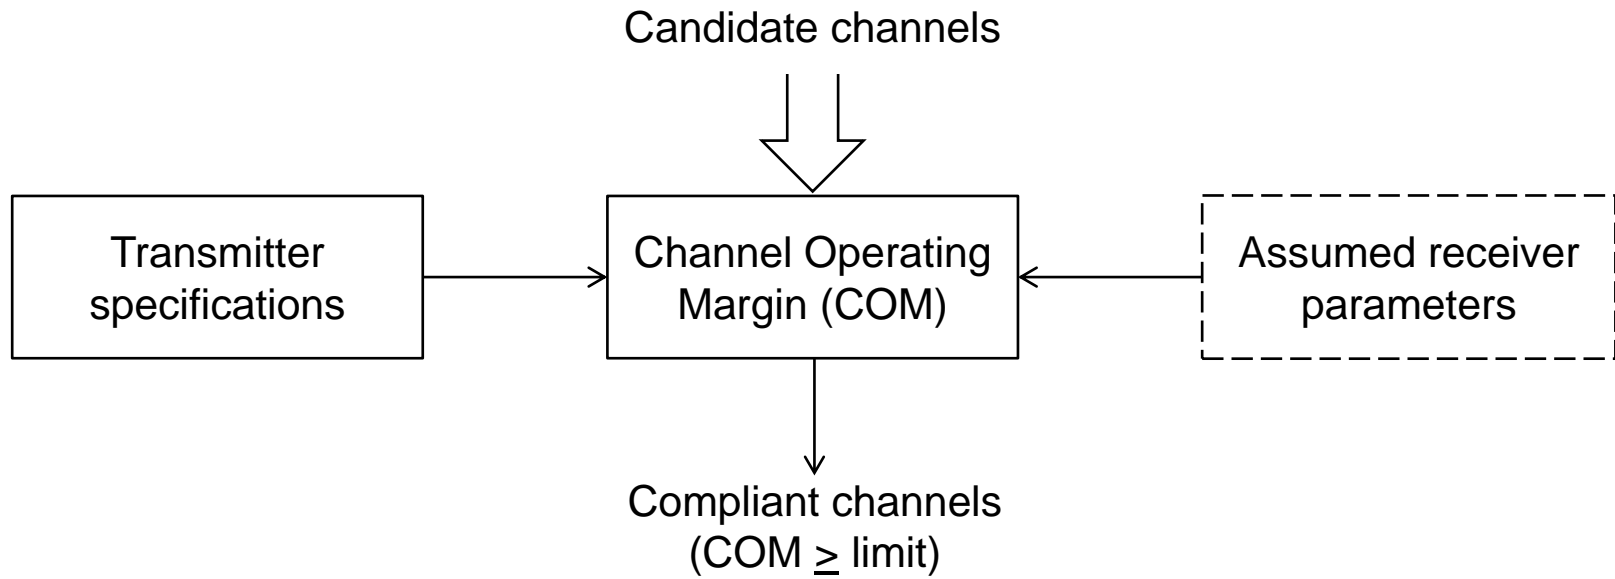 Candidate channels
Transmitter
specifications
Channel Operating
Margin (COM)
Assumed receiver
parameters
Compliant channels
(COM ≥ limit)